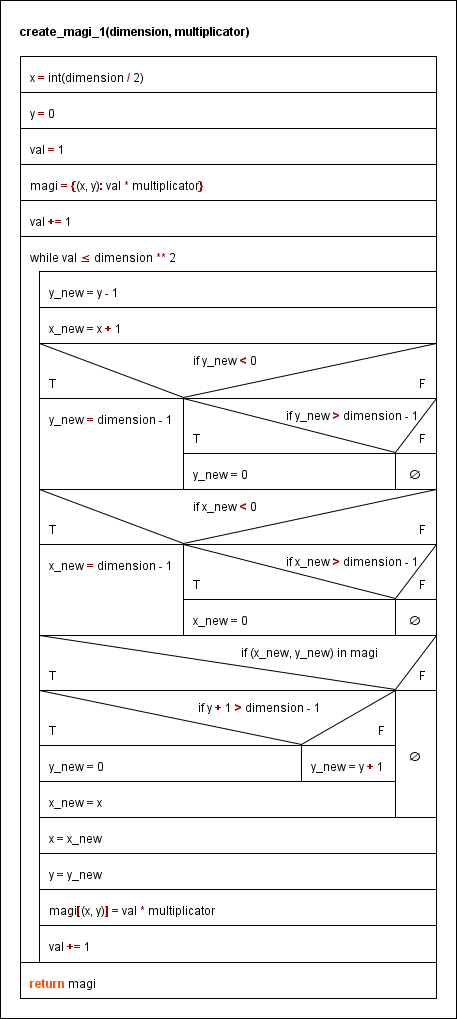 create_magi_1(dimension, multiplicator)
x = int(dimension / 2)
y = 0
val = 1
magi = {(x, y): val * multiplicator}
val += 1
while val ≤ dimension ** 2
y_new = y - 1
x_new = x + 1
if y_new < 0
T F
y_new = dimension - 1
if y_new > dimension - 1
T F
y_new = 0 ∅
if x_new < 0
T F
x_new = dimension - 1
if x_new > dimension - 1
T F
x_new = 0 ∅
if (x_new, y_new) in magi
T F
if y + 1 > dimension - 1
T F
∅
y_new = 0 y_new = y + 1
x_new = x
x = x_new
y = y_new
magi[(x, y)] = val * multiplicator
val += 1
return magi